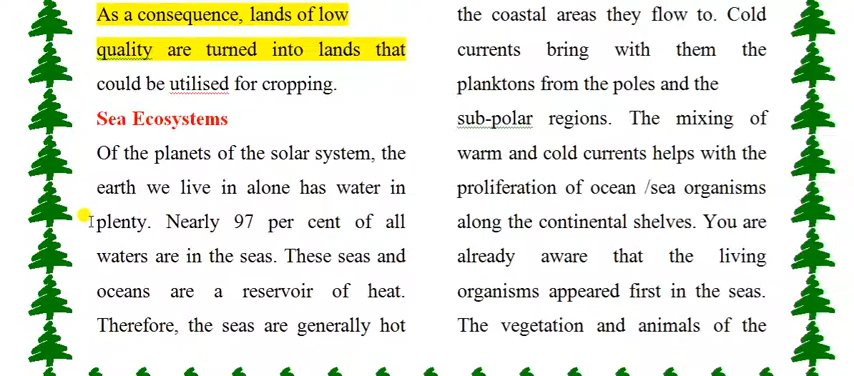 As a consequence, lands of low
quality are turned into lands that
could be utilised for cropping.
Sea Ecosystems
Of the planets of the solar system, the
earth we live in alone has water in
plenty. Nearly 97 per cent of all
waters are in the seas. These seas and
oceans are a reservoir of heat.
Therefore, the seas are generally hot
the coastal areas they flow to. Cold
currents bring with them the
planktons from the poles and the
sub-polar regions. The mixing of
warm and cold currents helps with the
proliferation of ocean /sea organisms
along the continental shelves. You are
already aware that the living
organisms appeared first in the seas.
The vegetation and animals of the